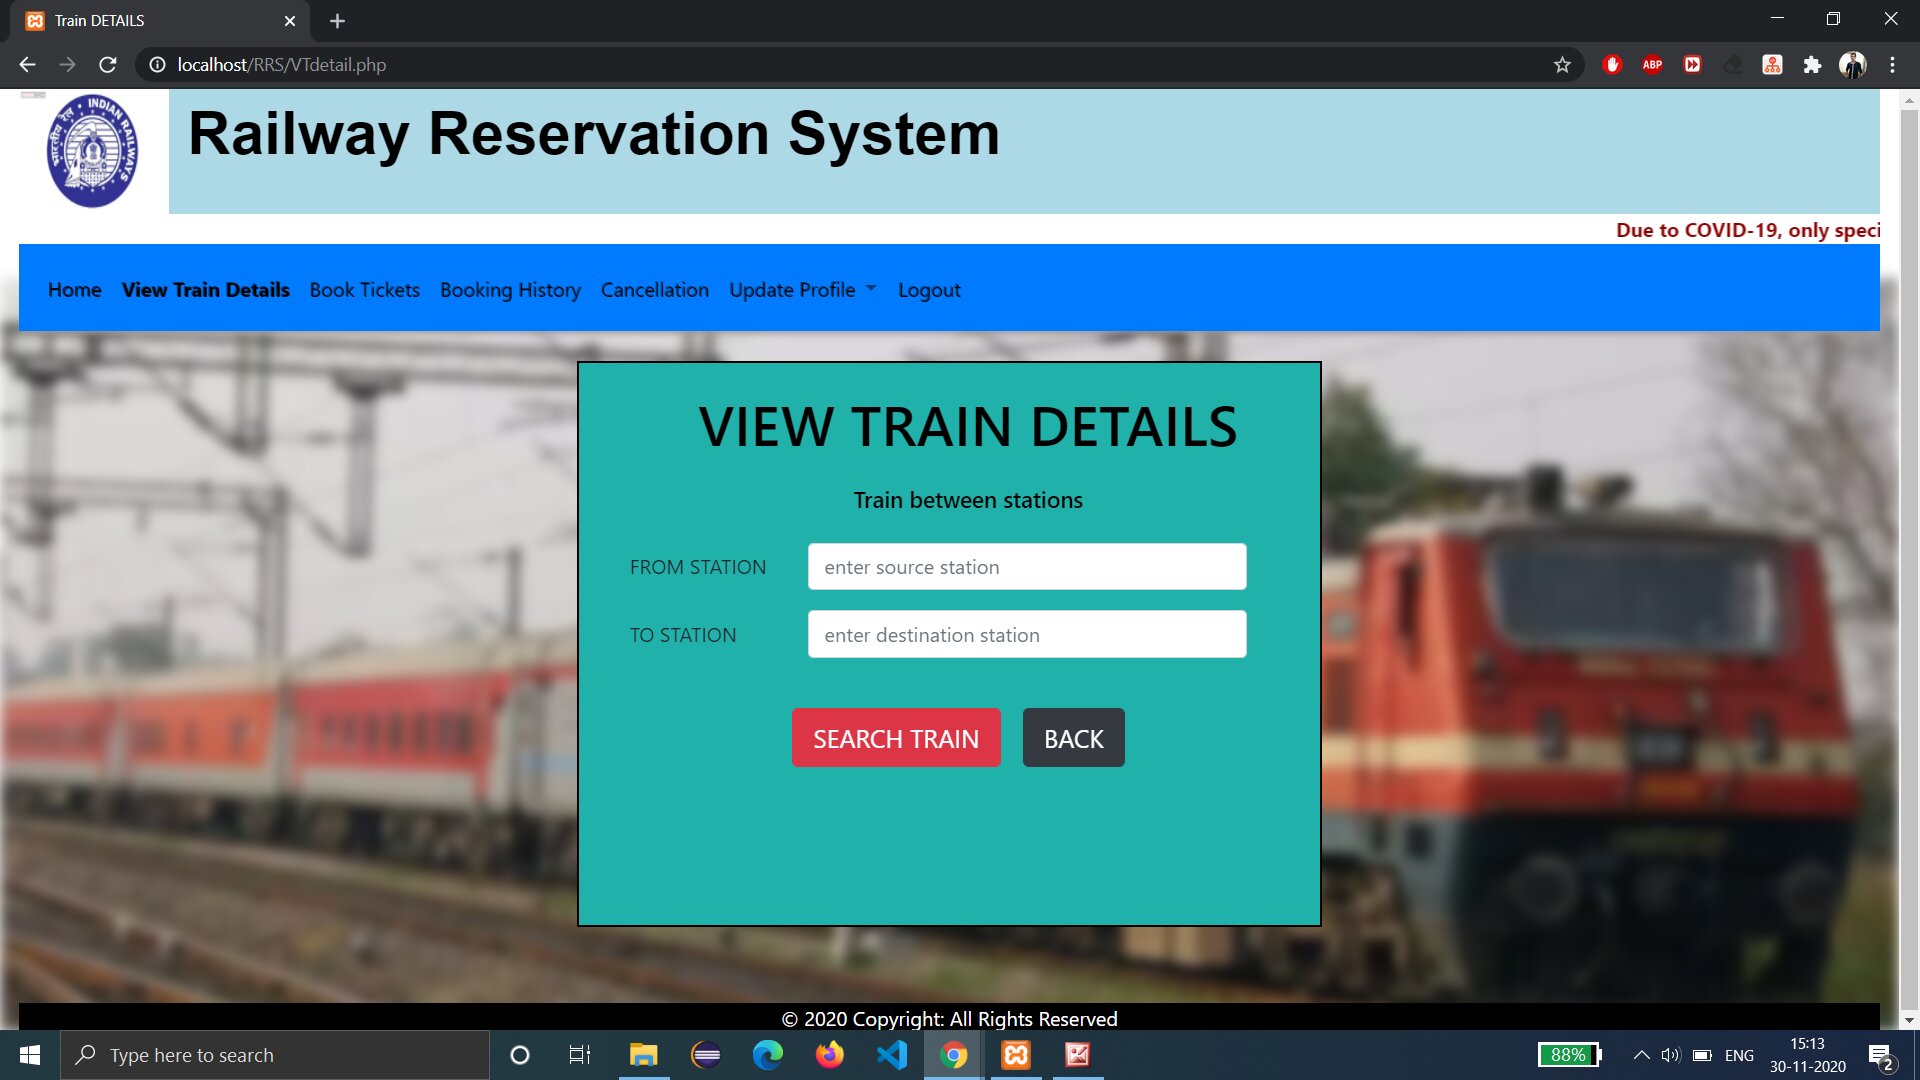 Train DETAILS
localhost/RRS/VTdetail.php
ABP
INDIAN RAILWAYS
भारतीय रेल
Railway Reservation System
Due to COVID-19, only speci
Home View Train Details Book Tickets Booking History Cancellation Update Profile Logout
VIEW TRAIN DETAILS
Train between stations
FROM STATION enter source station
TO STATION enter destination station
SEARCH TRAIN BACK
© 2020 Copyright: All Rights Reserved
Type here to search
88%
ENG
15:13
30-11-2020
2